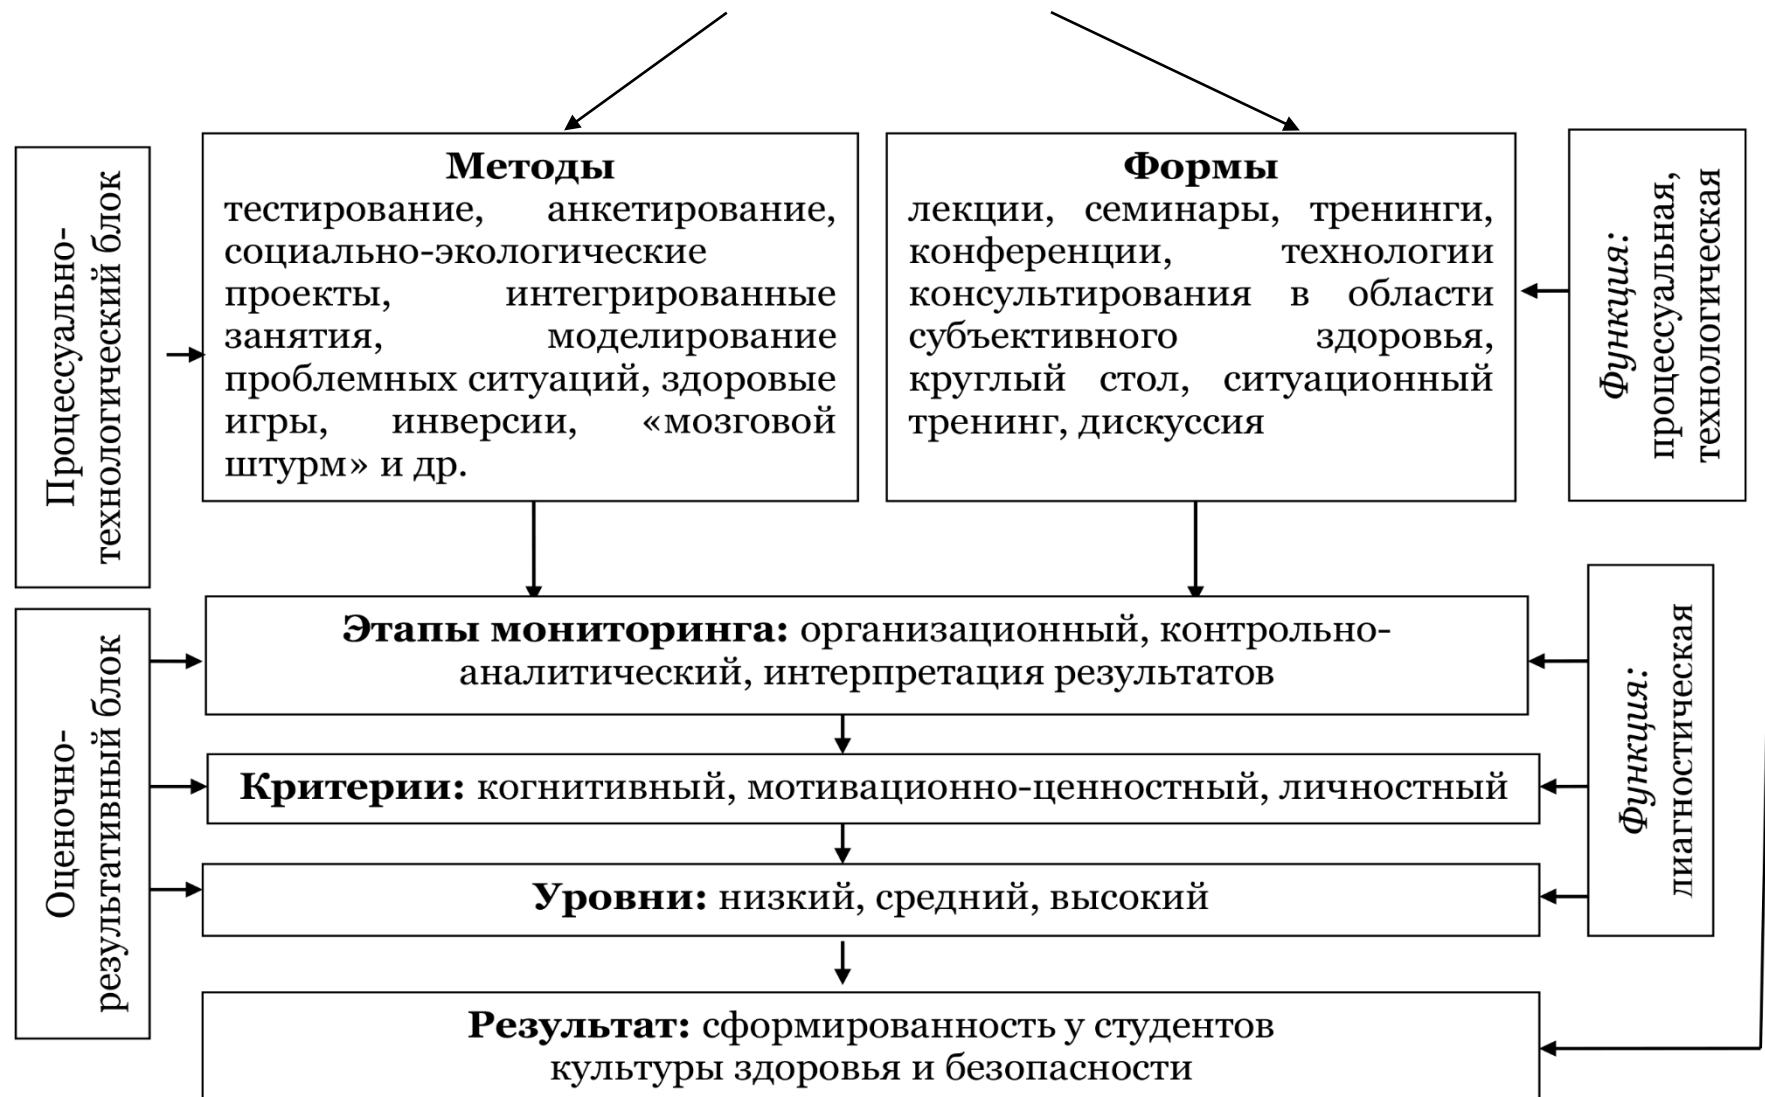 Процессуально-
технологический блок
Методы
тестирование, анкетирование,
социально-экологические
проекты, интегрированные
занятия, моделирование
проблемных ситуаций, здоровые
игры, инверсии, «мозговой
штурм» и др.
Формы
лекции, семинары, тренинги,
конференции, технологии
консультирования в области
субъективного здоровья,
круглый стол, ситуационный
тренинг, дискуссия
Функция:
процессуальная,
технологическая
Оценочно-
результативный блок
Этапы мониторинга: организационный, контрольно-
аналитический, интерпретация результатов
Критерии: когнитивный, мотивационно-ценностный, личностный
Уровни: низкий, средний, высокий
Результат: сформированность у студентов
культуры здоровья и безопасности
Функция:
диагностическая